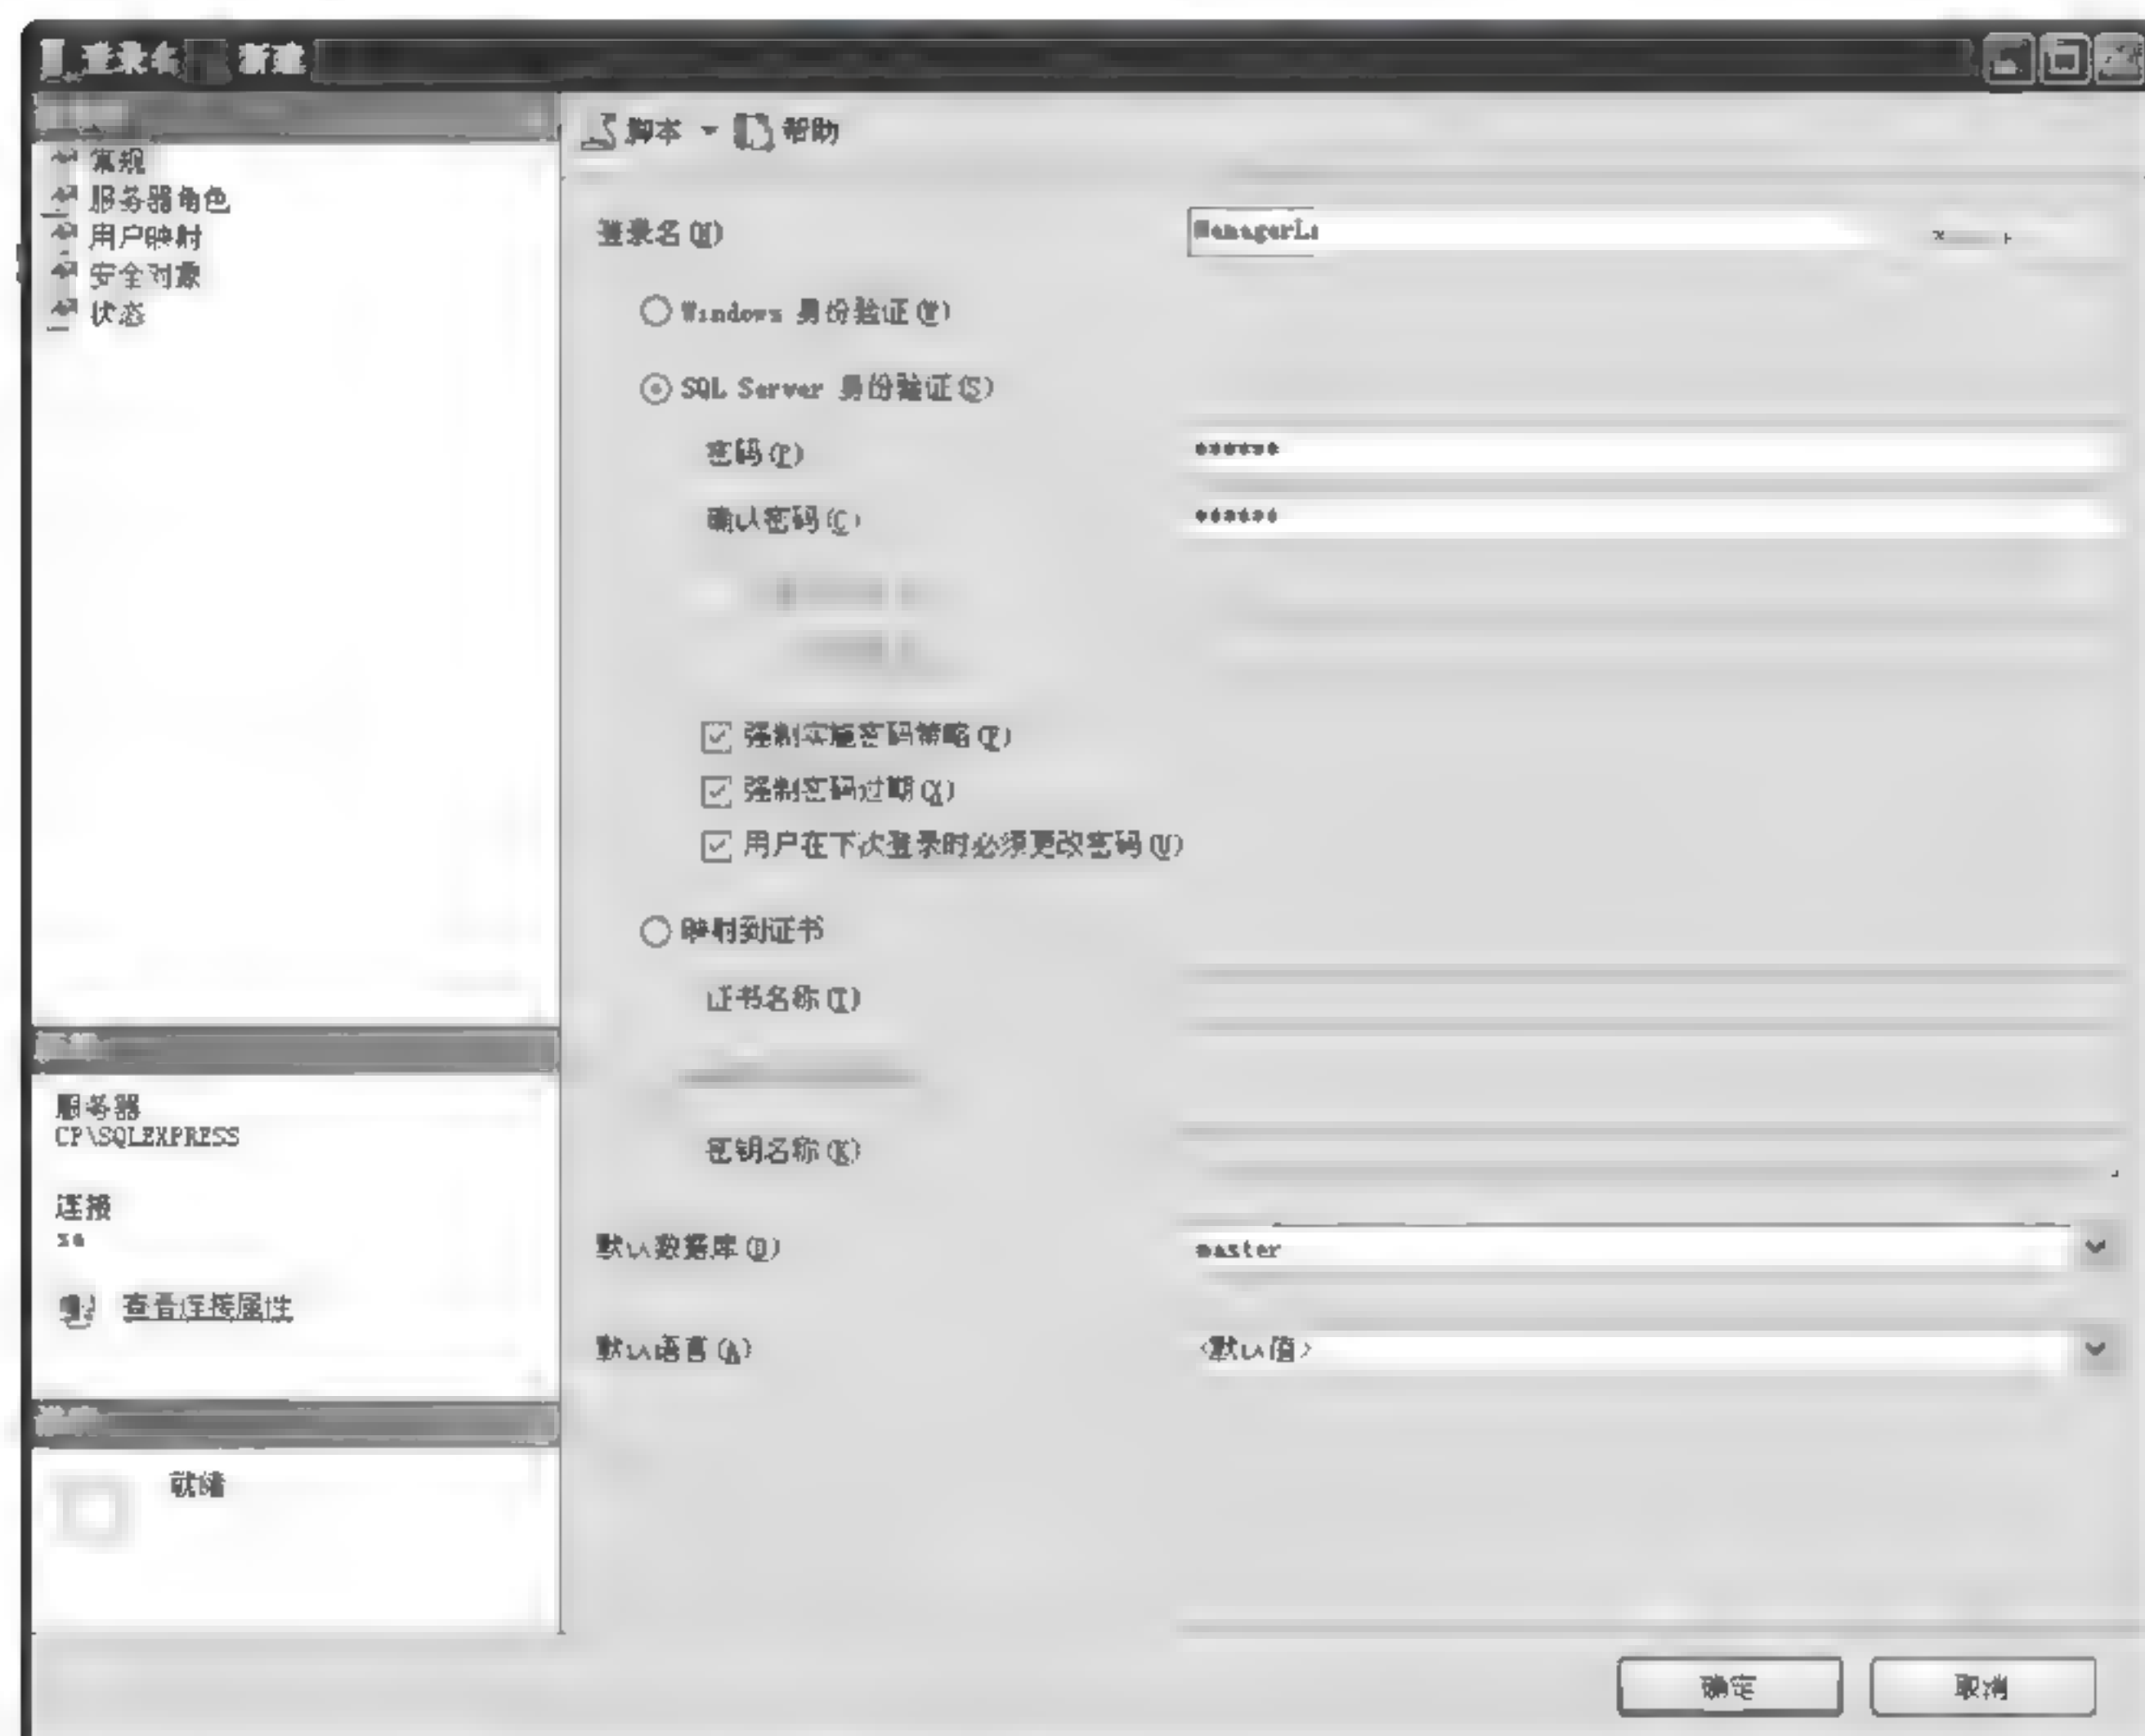 登录名 新建
常规
服务器角色
用户映射
安全对象
状态
脚本 帮助
登录名(N) ManagerLi
Windows 身份验证(W)
SQL Server 身份验证(S)
密码(P) ******
确认密码(C) ******
强制实施密码策略(F)
强制密码过期(X)
用户在下次登录时必须更改密码(U)
映射到证书
证书名称(T)
密钥名称(K)
默认数据库(D) master
默认语言(A) <默认值>
服务器
CP\SQLEXPRESS
连接
sa
查看连接属性
就绪
确定 取消